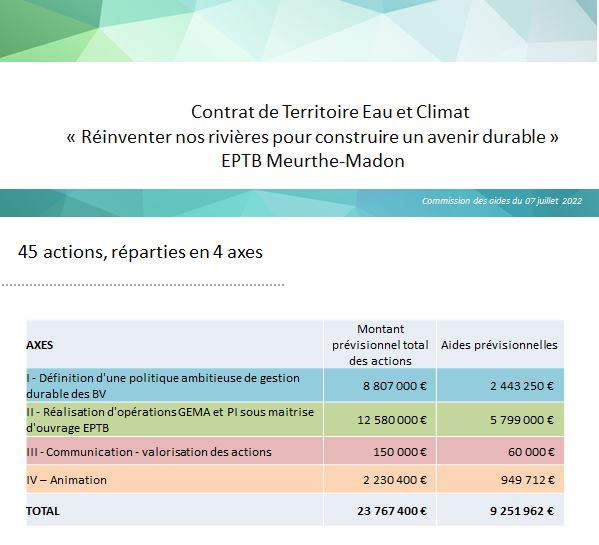 Contrat de Territoire Eau et Climat
« Réinventer nos rivières pour construire un avenir durable »
EPTB Meurthe-Madon
Commission des aides du 07 juillet 2022
45 actions, réparties en 4 axes
AXES
Montant
prévisionnel total
des actions
Aides prévisionnelles
I - Définition d'une politique ambitieuse de gestion
durable des BV
8 807 000 €
2 443 250 €
II - Réalisation d'opérations GEMA et PI sous maitrise
d'ouvrage EPTB
12 580 000 €
5 799 000 €
III - Communication - valorisation des actions
150 000 €
60 000 €
IV – Animation
2 230 400 €
949 712 €
TOTAL
23 767 400 €
9 251 962 €